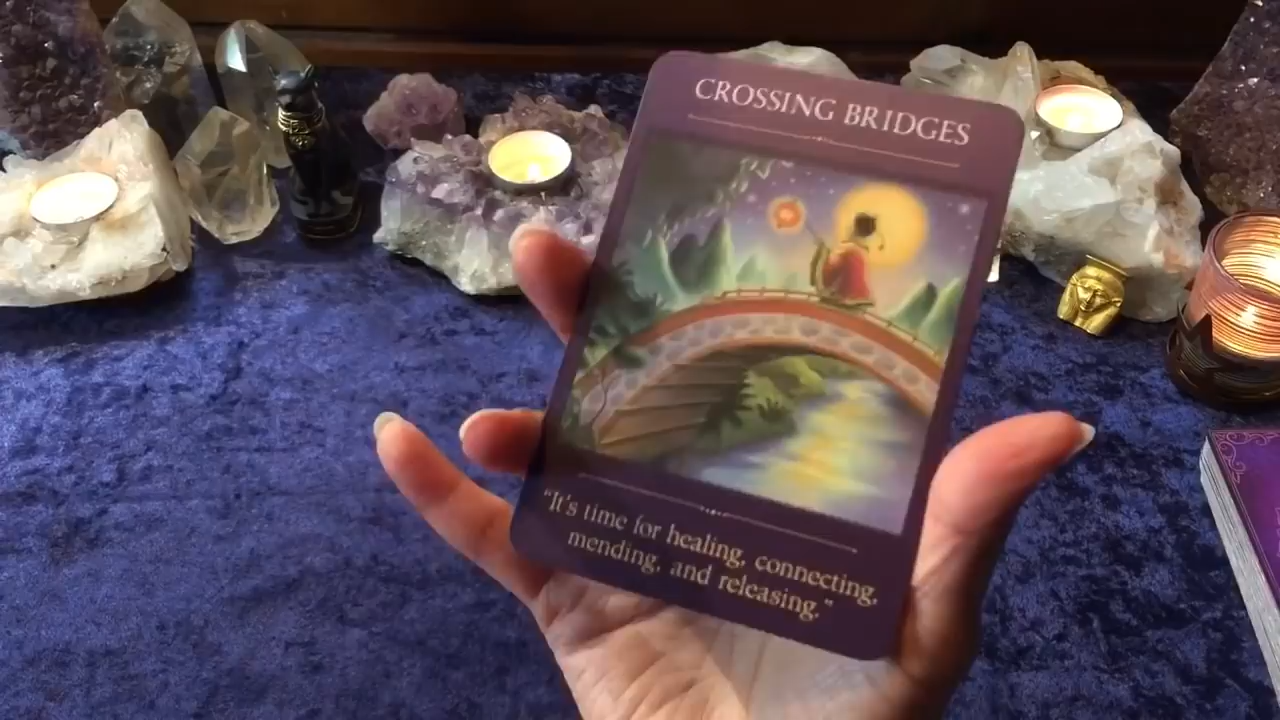 CROSSING BRIDGES
"It's time for healing, connecting,
mending, and releasing."